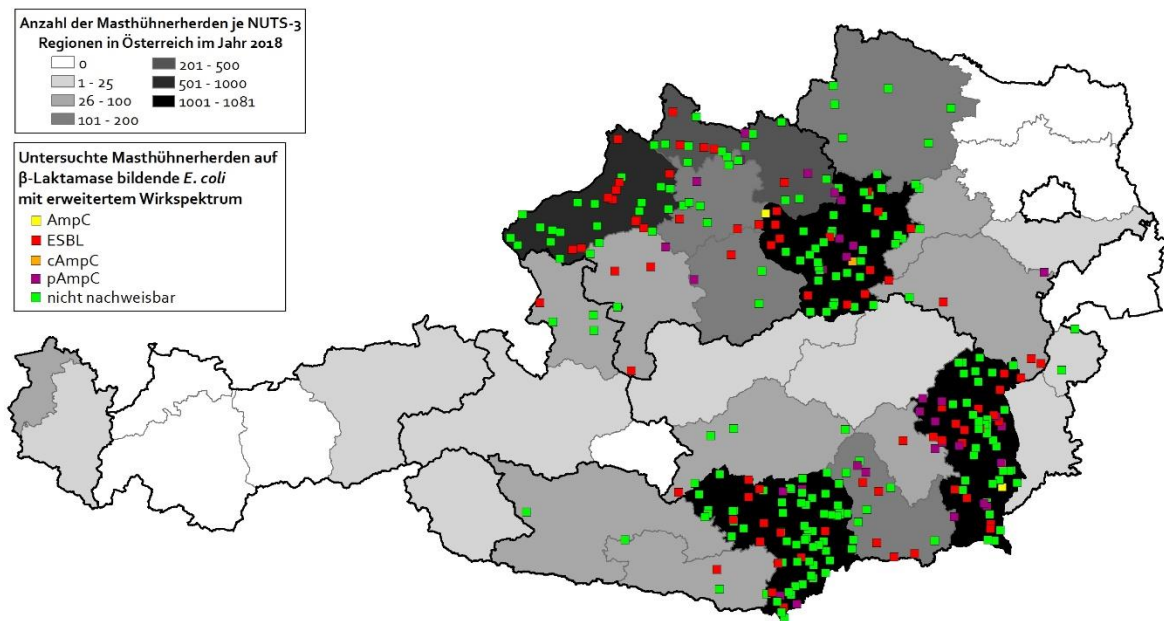 Anzahl der Masthühnerherden je NUTS-3
Regionen in Österreich im Jahr 2018
0
1 - 25
26 - 100
101 - 200
201 - 500
501 - 1000
1001 - 1081
Untersuchte Masthühnerherden auf
β-Laktamase bildende E. coli
mit erweitertem Wirkspektrum
AmpC
ESBL
cAmpC
pAmpC
nicht nachweisbar